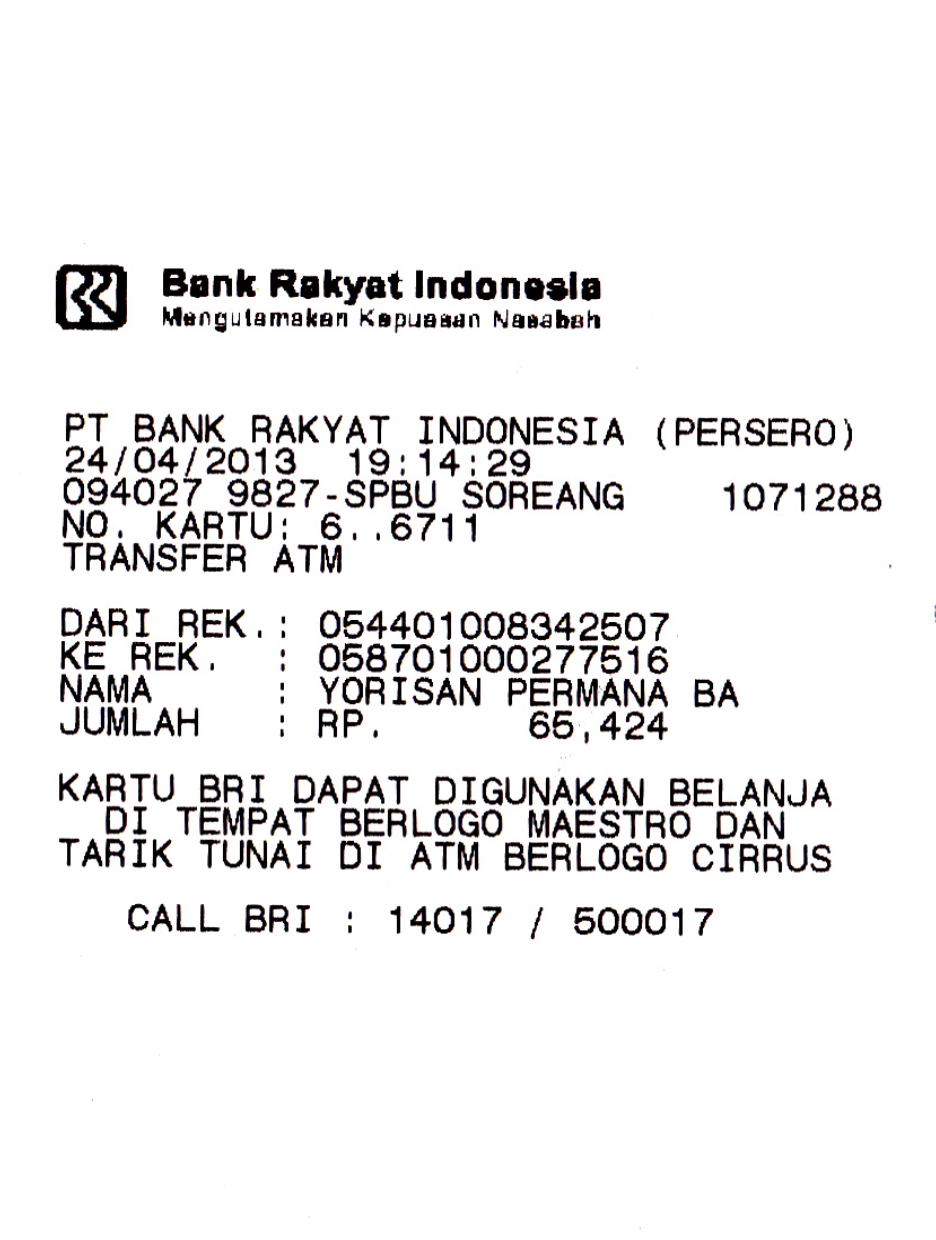 Bank Rakyat Indonesia
Mengutamakan Kepuasan Nasabah
PT BANK RAKYAT INDONESIA (PERSERO)
24/04/2013 19:14:29
094027 9827-SPBU SOREANG 1071288
NO. KARTU: 6..6711
TRANSFER ATM
DARI REK.: 054401008342507
KE REK. : 058701000277516
NAMA : YORISAN PERMANA BA
JUMLAH : RP. 65,424
KARTU BRI DAPAT DIGUNAKAN BELANJA
DI TEMPAT BERLOGO MAESTRO DAN
TARIK TUNAI DI ATM BERLOGO CIRRUS
CALL BRI : 14017 / 500017